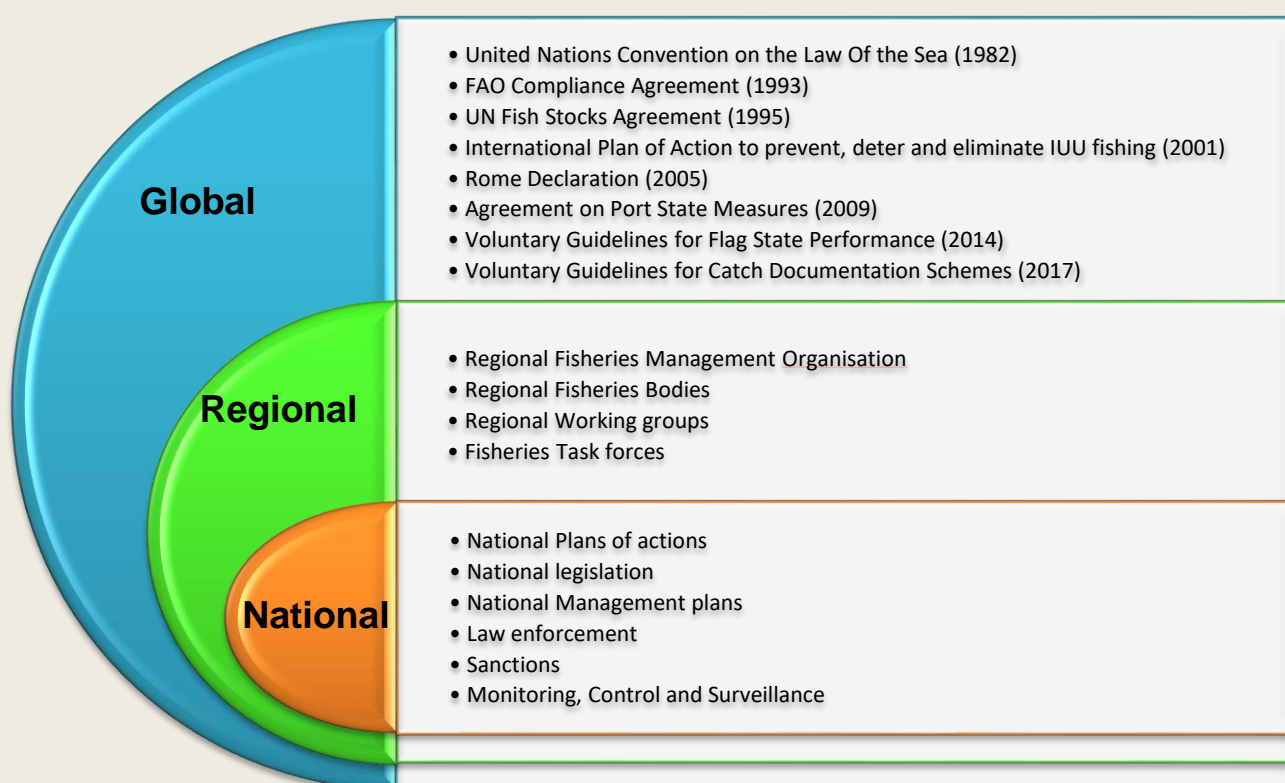 Global
• United Nations Convention on the Law Of the Sea (1982)
• FAO Compliance Agreement (1993)
• UN Fish Stocks Agreement (1995)
• International Plan of Action to prevent, deter and eliminate IUU fishing (2001)
• Rome Declaration (2005)
• Agreement on Port State Measures (2009)
• Voluntary Guidelines for Flag State Performance (2014)
• Voluntary Guidelines for Catch Documentation Schemes (2017)
Regional
• Regional Fisheries Management Organisation
• Regional Fisheries Bodies
• Regional Working groups
• Fisheries Task forces
National
• National Plans of actions
• National legislation
• National Management plans
• Law enforcement
• Sanctions
• Monitoring, Control and Surveillance